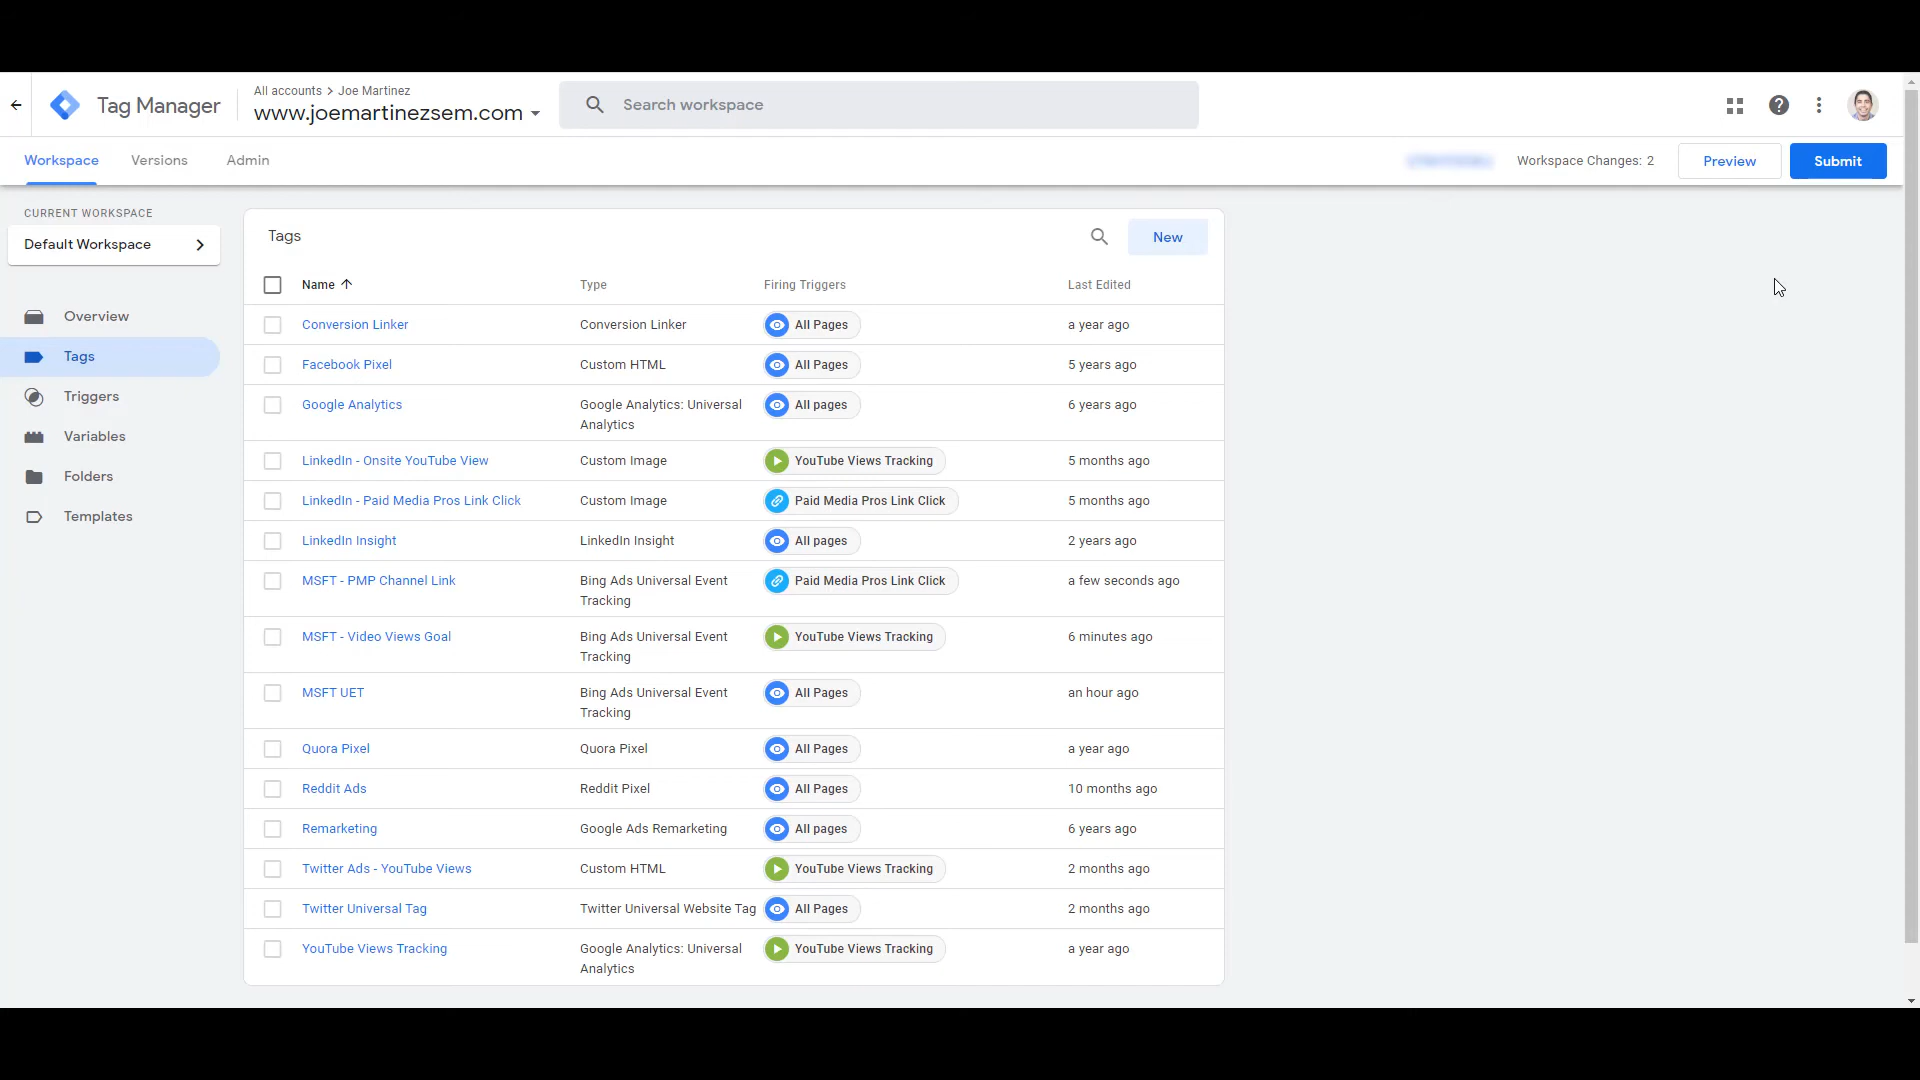 Tag Manager
All accounts > Joe Martinez
www.joemartinezsem.com
Search workspace
Workspace Versions Admin
Workspace Changes: 2
Preview
Submit
CURRENT WORKSPACE
Default Workspace
Overview
Tags
Triggers
Variables
Folders
Templates
Tags
New
Name Type Firing Triggers Last Edited
Conversion Linker Conversion Linker All Pages a year ago
Facebook Pixel Custom HTML All Pages 5 years ago
Google Analytics Google Analytics: Universal All pages 6 years ago
Analytics
LinkedIn - Onsite YouTube View Custom Image YouTube Views Tracking 5 months ago
LinkedIn - Paid Media Pros Link Click Custom Image Paid Media Pros Link Click 5 months ago
LinkedIn Insight LinkedIn Insight All pages 2 years ago
MSFT - PMP Channel Link Bing Ads Universal Event Paid Media Pros Link Click a few seconds ago
Tracking
MSFT - Video Views Goal Bing Ads Universal Event YouTube Views Tracking 6 minutes ago
Tracking
MSFT UET Bing Ads Universal Event All Pages an hour ago
Tracking
Quora Pixel Quora Pixel All Pages a year ago
Reddit Ads Reddit Pixel All Pages 10 months ago
Remarketing Google Ads Remarketing All pages 6 years ago
Twitter Ads - YouTube Views Custom HTML YouTube Views Tracking 2 months ago
Twitter Universal Tag Twitter Universal Website Tag All Pages 2 months ago
YouTube Views Tracking Google Analytics: Universal YouTube Views Tracking a year ago
Analytics